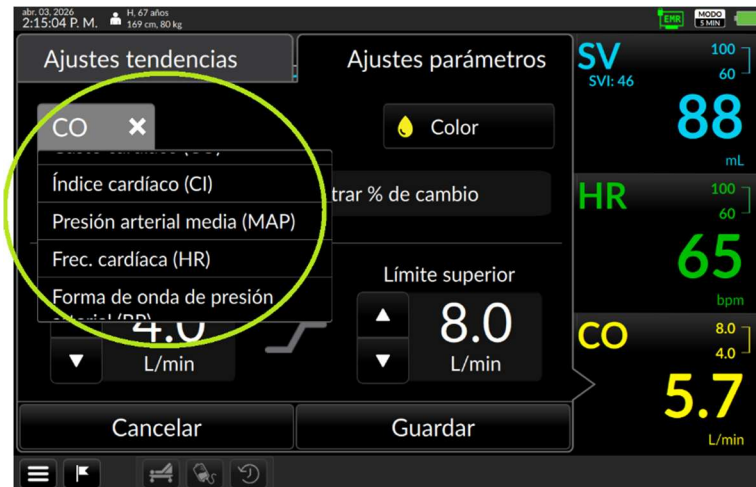 abr. 03, 2026
2:15:04 P. M.
H, 67 años
169 cm, 80 kg
EMR
MODO
5 MIN
Ajustes tendencias
Ajustes parámetros
CO
Color
Índice cardíaco (CI)
Presión arterial media (MAP)
Frec. cardíaca (HR)
Forma de onda de presión
trar % de cambio
Límite superior
4.0
L/min
8.0
L/min
Cancelar
Guardar
SV
SVI: 46
100
60
88
mL
HR
100
60
65
bpm
CO
8.0
4.0
5.7
L/min